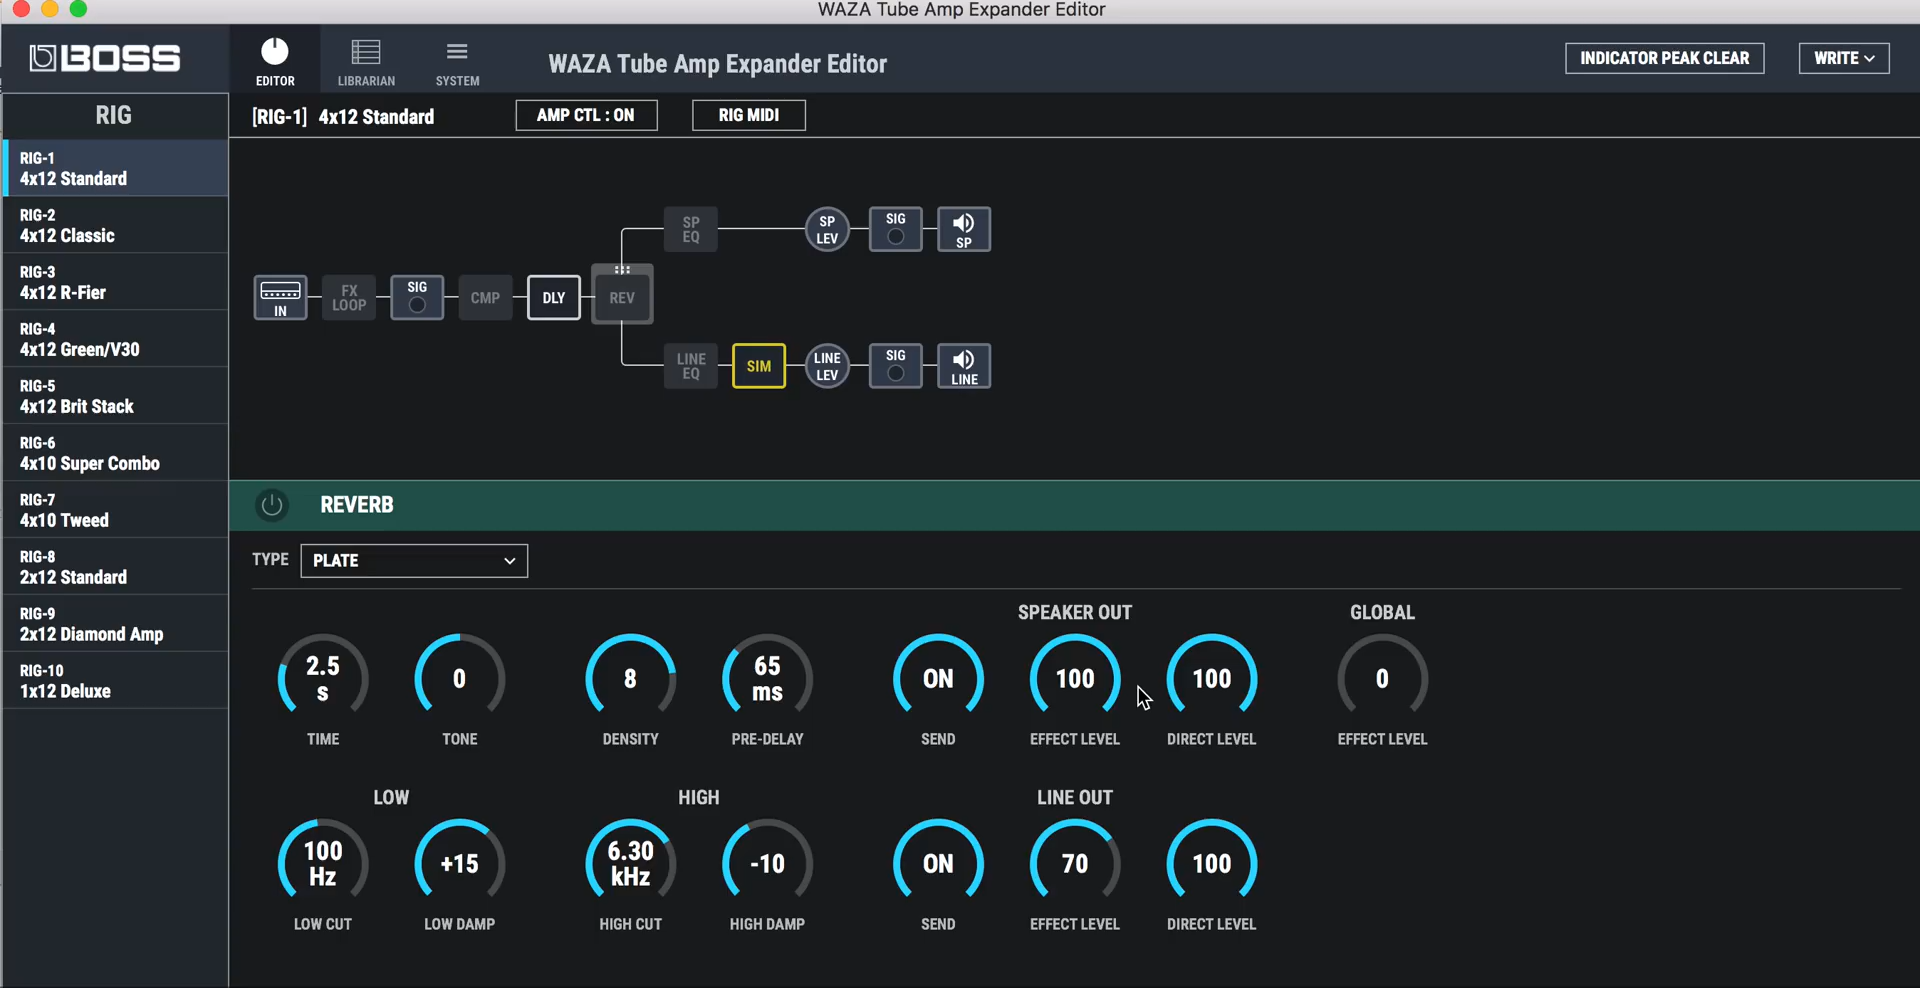 WAZA Tube Amp Expander Editor
BOSS
EDITOR
LIBRARIAN
SYSTEM
WAZA Tube Amp Expander Editor
INDICATOR PEAK CLEAR
WRITE
RIG
[RIG-1] 4x12 Standard
AMP CTL : ON
RIG MIDI
RIG-1
4x12 Standard
RIG-2
4x12 Classic
RIG-3
4x12 R-Fier
RIG-4
4x12 Green/V30
RIG-5
4x12 Brit Stack
RIG-6
4x10 Super Combo
RIG-7
4x10 Tweed
RIG-8
2x12 Standard
RIG-9
2x12 Diamond Amp
RIG-10
1x12 Deluxe
SP
EQ
SP
LEV
SIG
SP
IN
FX
LOOP
SIG
CMP
DLY
REV
LINE
EQ
SIM
LINE
LEV
SIG
LINE
REVERB
TYPE
PLATE
SPEAKER OUT
GLOBAL
2.5
s
0
8
65
ms
ON
100
100
0
TIME
TONE
DENSITY
PRE-DELAY
SEND
EFFECT LEVEL
DIRECT LEVEL
EFFECT LEVEL
LOW
HIGH
LINE OUT
100
Hz
+15
6.30
kHz
-10
ON
70
100
LOW CUT
LOW DAMP
HIGH CUT
HIGH DAMP
SEND
EFFECT LEVEL
DIRECT LEVEL